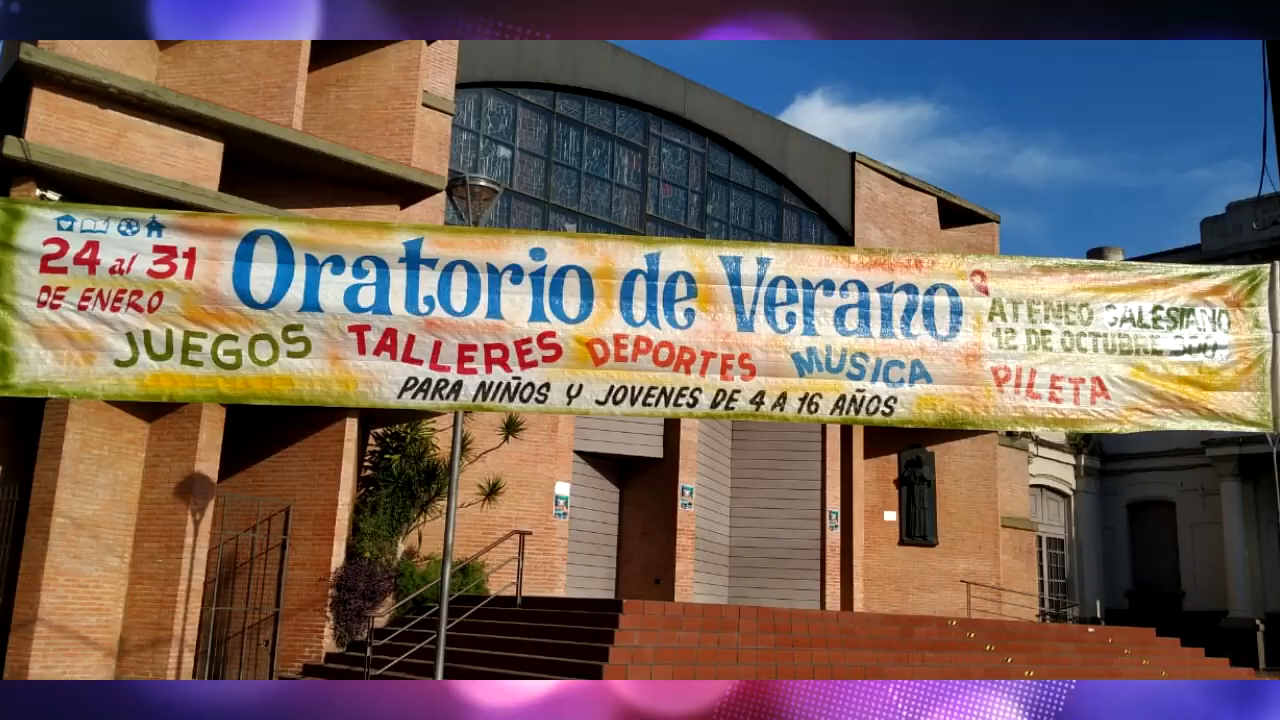 24 al 31
DE ENERO
Oratorio de Verano
JUEGOS TALLERES DEPORTES MUSICA
PARA NIÑOS Y JOVENES DE 4 A 16 AÑOS
ATENEO SALESIANO
12 DE OCTUBRE
PILETA